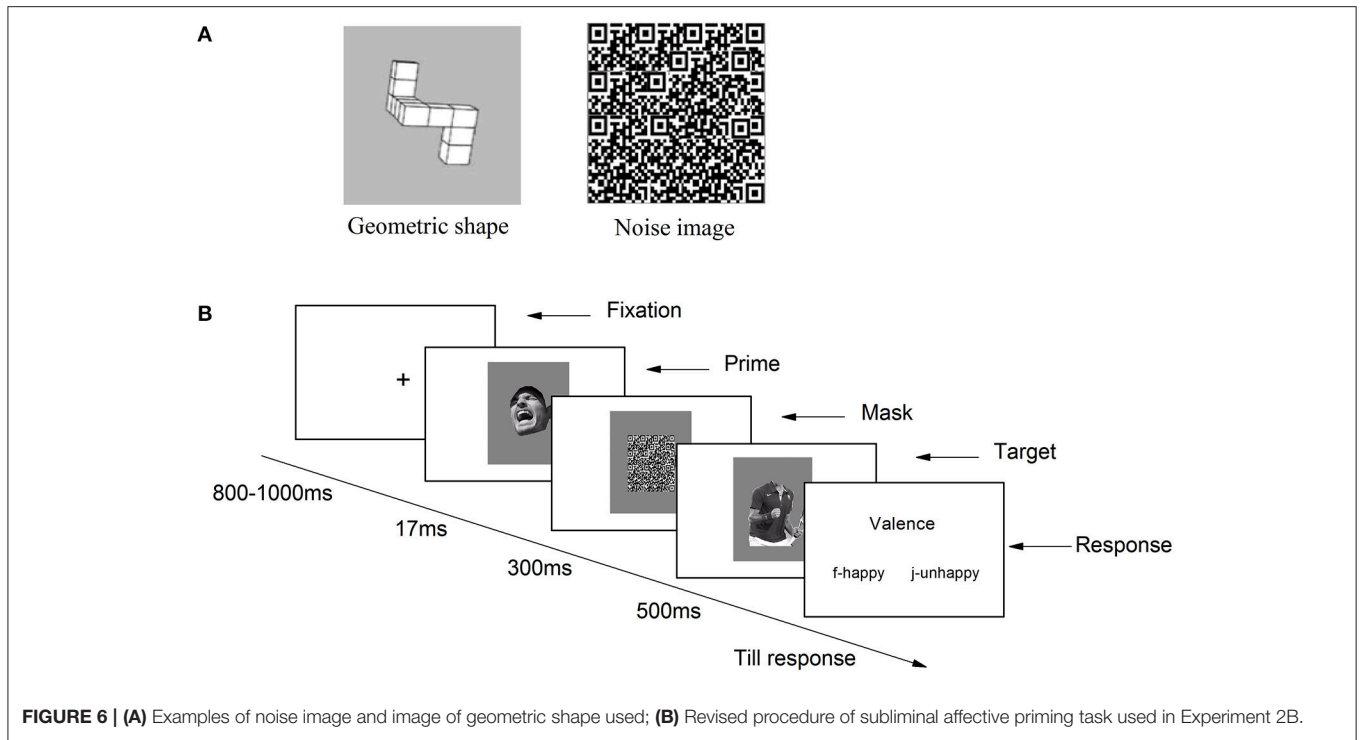 A
Geometric shape
Noise image
B
Fixation
+
Prime
Mask
Target
Valence
f-happy j-unhappy
Response
800-1000ms
17ms
300ms
500ms
Till response
FIGURE 6 | (A) Examples of noise image and image of geometric shape used; (B) Revised procedure of subliminal affective priming task used in Experiment 2B.